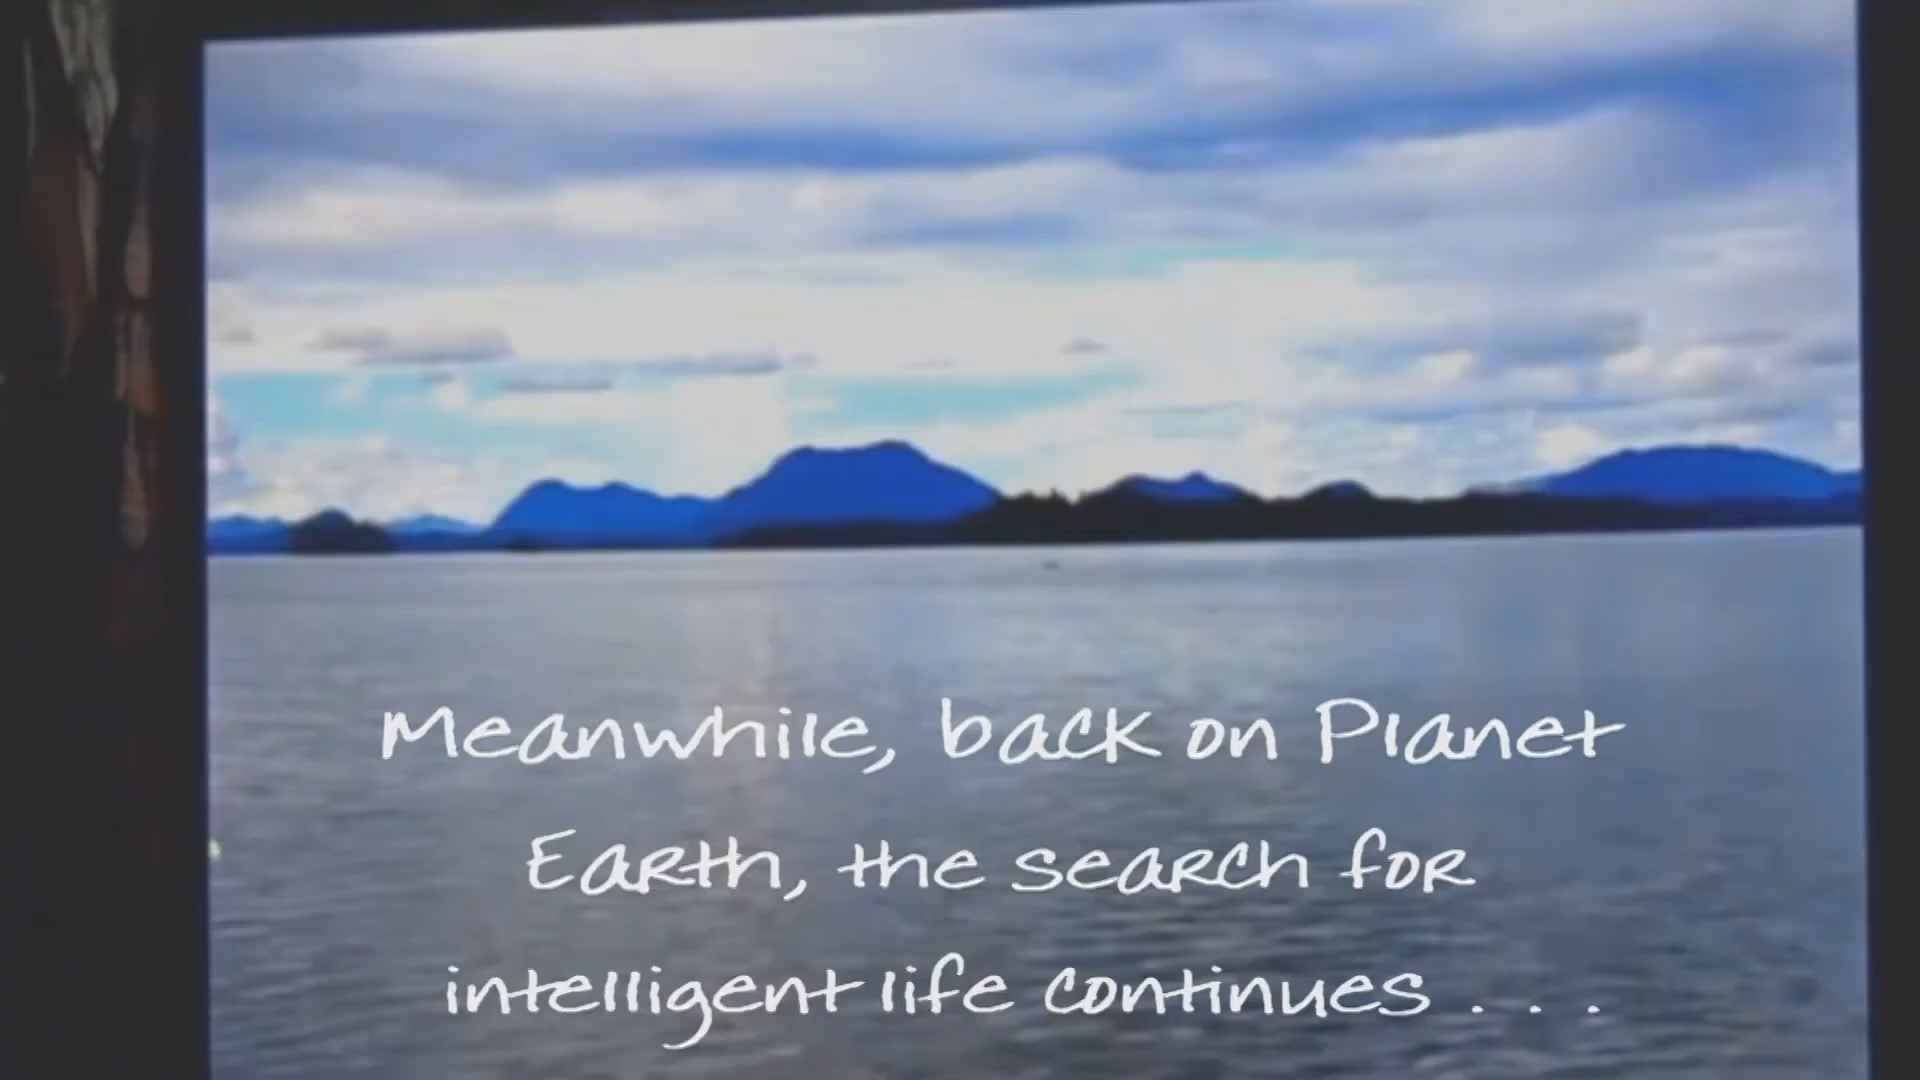 Meanwhile, back on Planet
Earth, the search for
intelligent life continues . . .